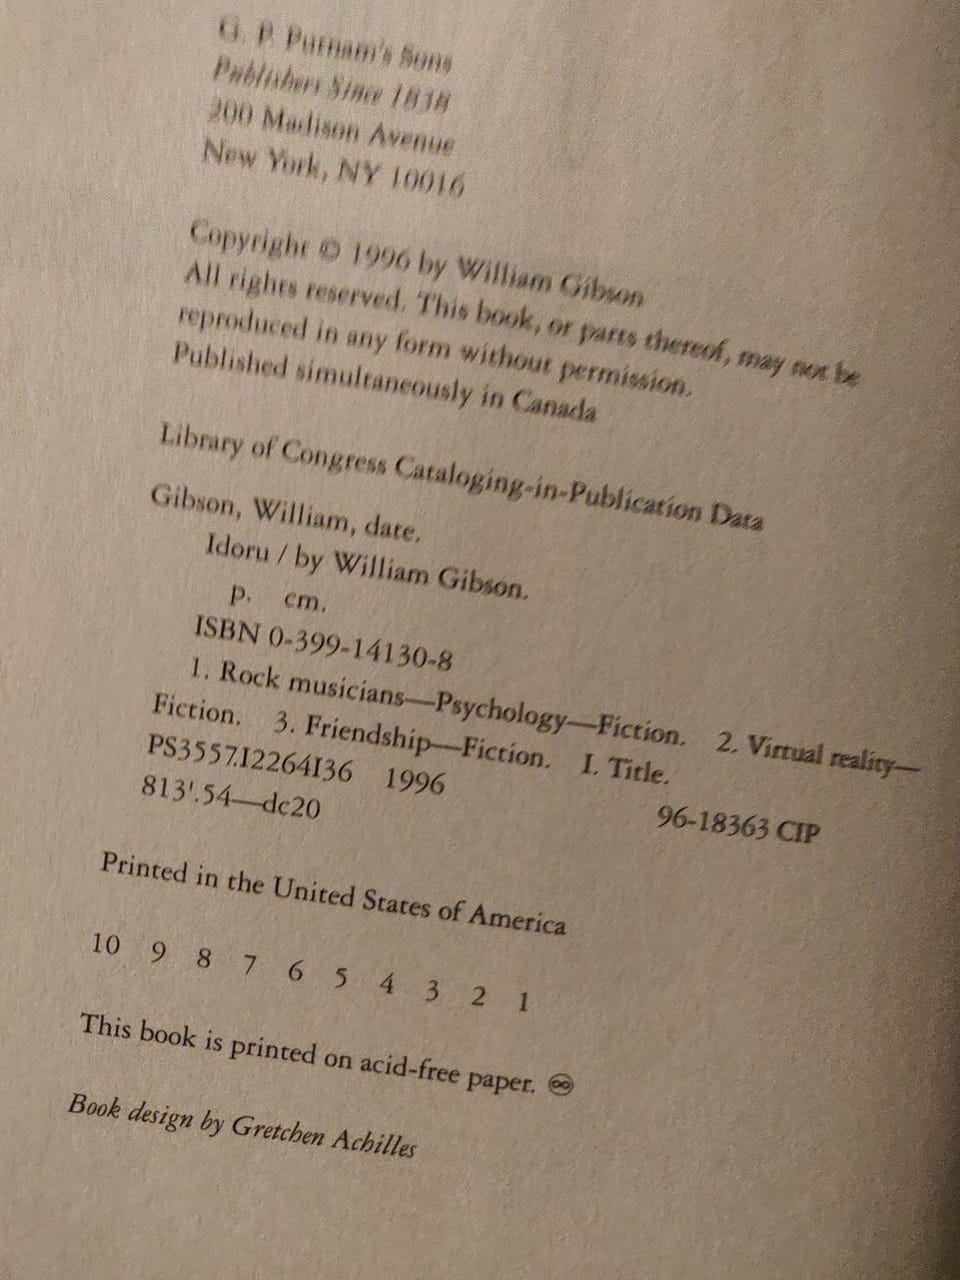 G. P. Putnam's Sons
Publishers Since 1838
200 Madison Avenue
New York, NY 10016
Copyright © 1996 by William Gibson
All rights reserved. This book, or parts thereof, may not be
reproduced in any form without permission.
Published simultaneously in Canada
Library of Congress Cataloging-in-Publication Data
Gibson, William, date.
Idoru / by William Gibson.
p. cm.
ISBN 0-399-14130-8
1. Rock musicians—Psychology—Fiction. 2. Virtual reality—
Fiction. 3. Friendship—Fiction. I. Title.
PS3557.I2264I36 1996
96-18363 CIP
813'.54—dc20
Printed in the United States of America
10 9 8 7 6 5 4 3 2 1
This book is printed on acid-free paper. ♾
Book design by Gretchen Achilles